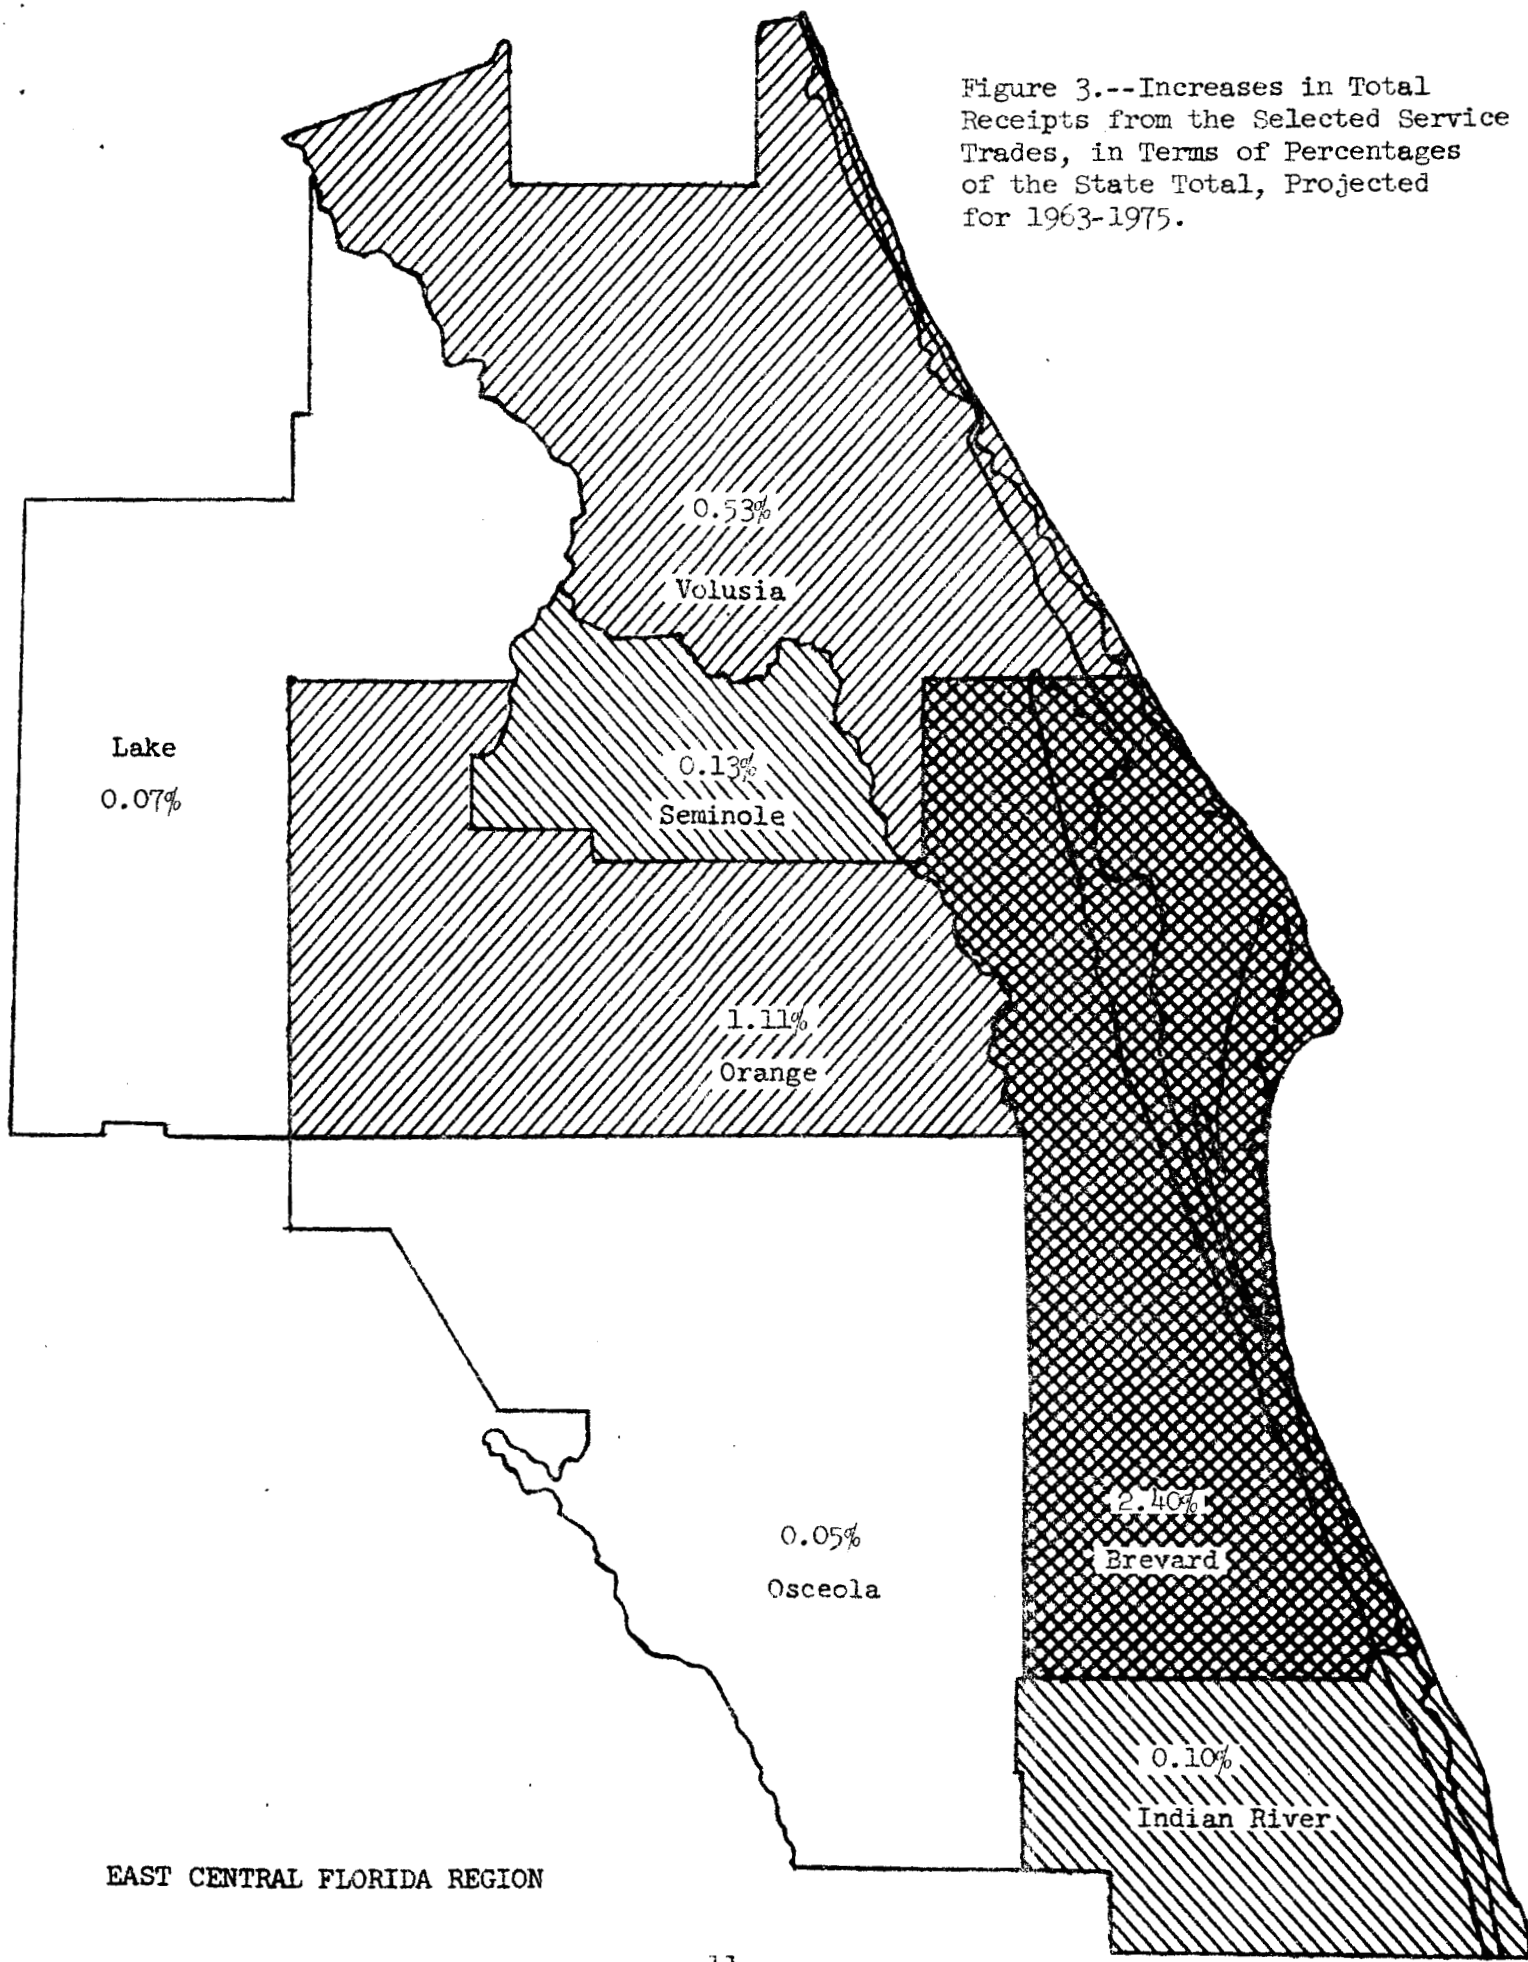 Figure 3.--Increases in Total
Receipts from the Selected Service
Trades, in Terms of Percentages
of the State Total, Projected
for 1963-1975.
0.53%
Volusia
Lake
0.07%
0.13%
Seminole
1.11%
Orange
2.40%
Brevard
0.05%
Osceola
0.10%
Indian River
EAST CENTRAL FLORIDA REGION